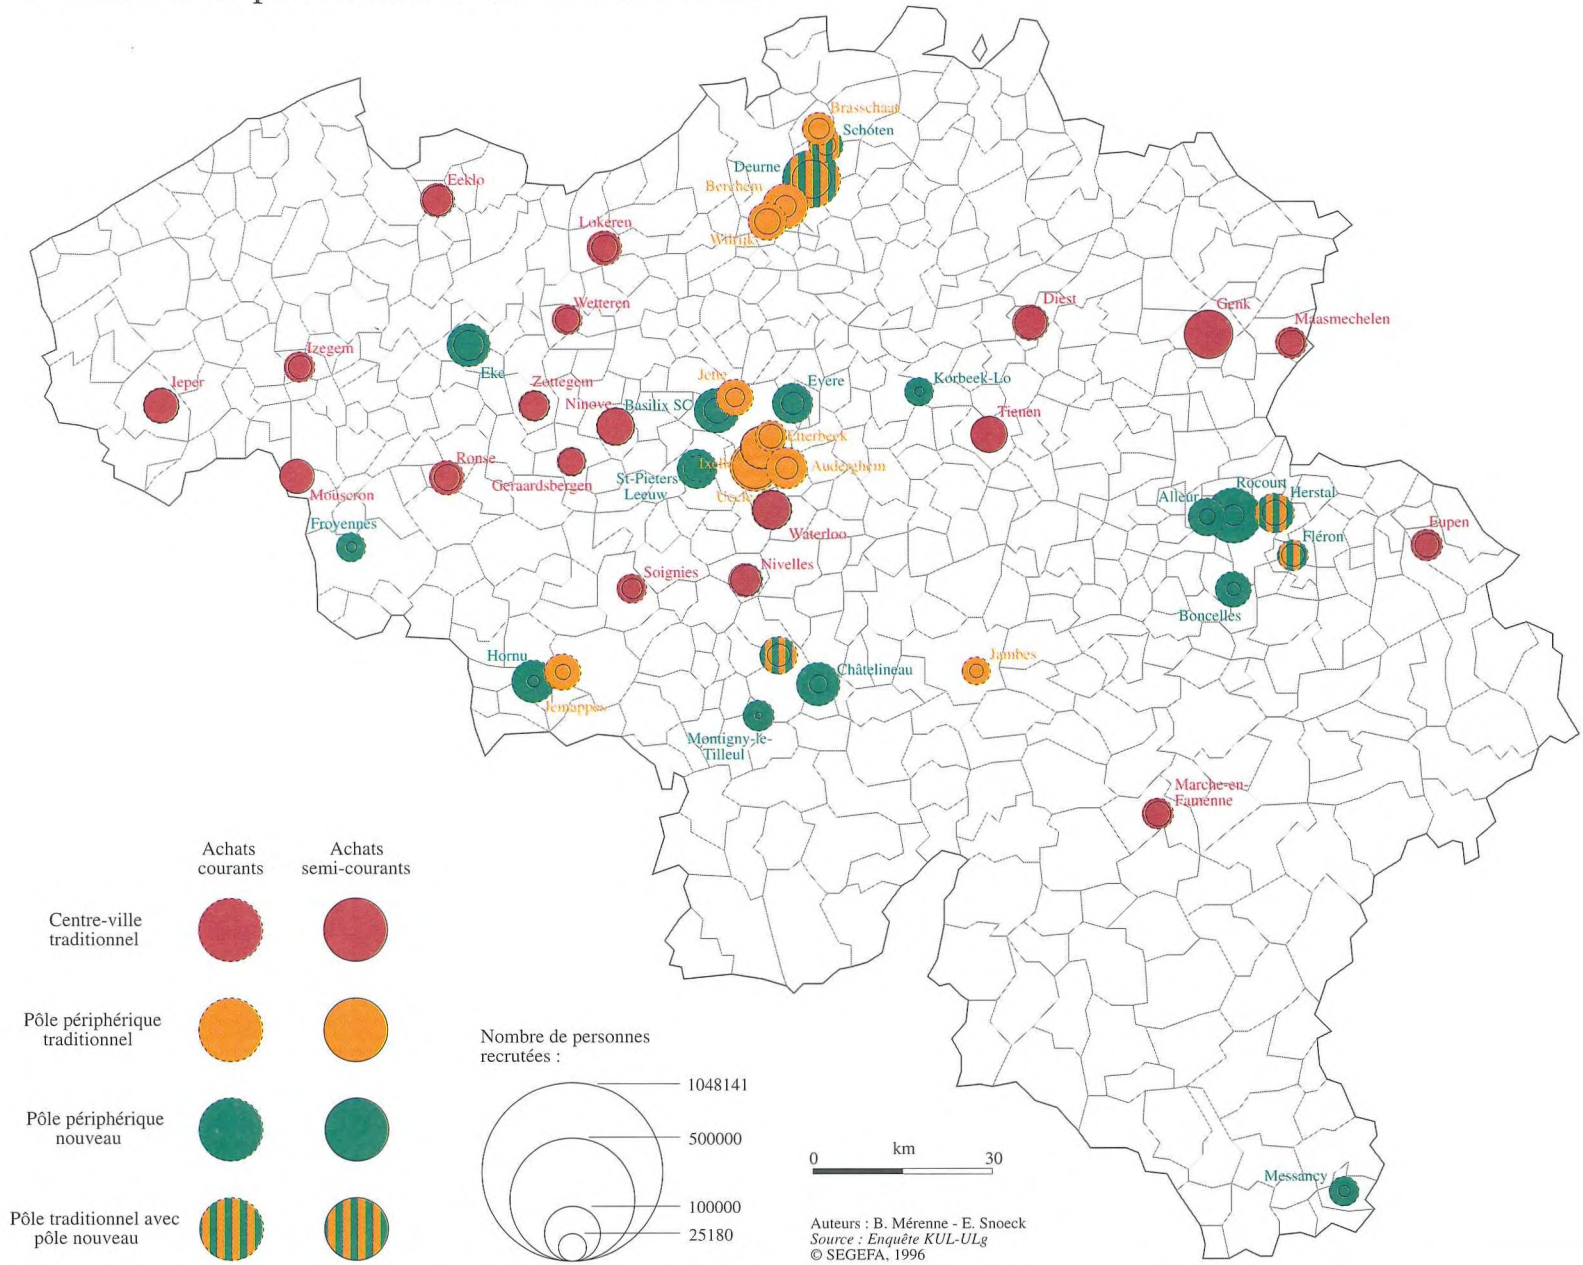 Brasschaat
Schoten
Deurne
Berchem
Wilrijk
Eeklo
Lokeren
Wetteren
Diest
Genk
Maasmechelen
Izegem
Eke
Ieper
Zottegem
Ninove
Basilix SC
Jette
Evere
Korbeek-Lo
Tienen
Etterbeek
Auderghem
Uccle
St-Pieters
Leeuw
Ronse
Geraardsbergen
Mouscron
Froyennes
Waterloo
Alleur
Rocourt
Herstal
Fléron
Eupen
Boncelles
Soignies
Nivelles
Hornu
Jemappes
Châtelineau
Jambes
Montigny-le-
Tilleul
Marche-en-
Famenne
Messancy
Achats
courants
Achats
semi-courants
Centre-ville
traditionnel
Pôle périphérique
traditionnel
Pôle périphérique
nouveau
Pôle traditionnel avec
pôle nouveau
Nombre de personnes
recrutées :
1048141
500000
100000
25180
0 km 30
Auteurs : B. Mérenne - E. Snoeck
Source : Enquête KUL-ULg
© SEGEFA, 1996